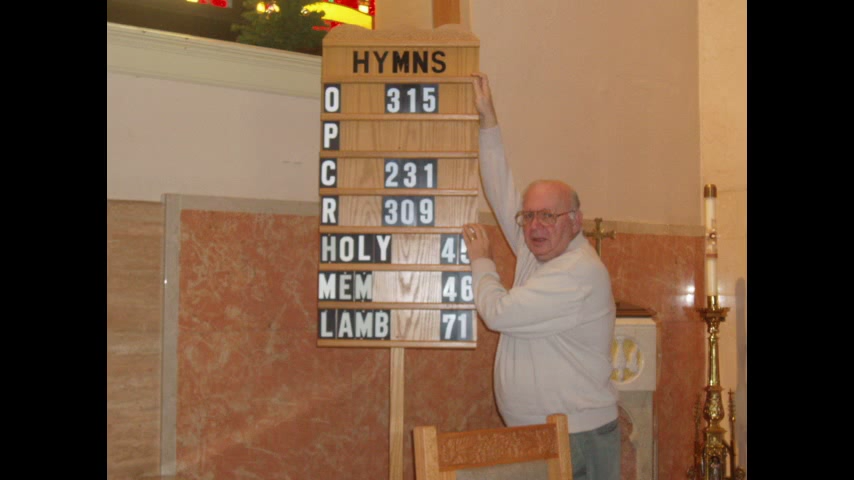 HYMNS
O 315
P
C 231
R 309
HOLY 45
MEM 46
LAMB 71